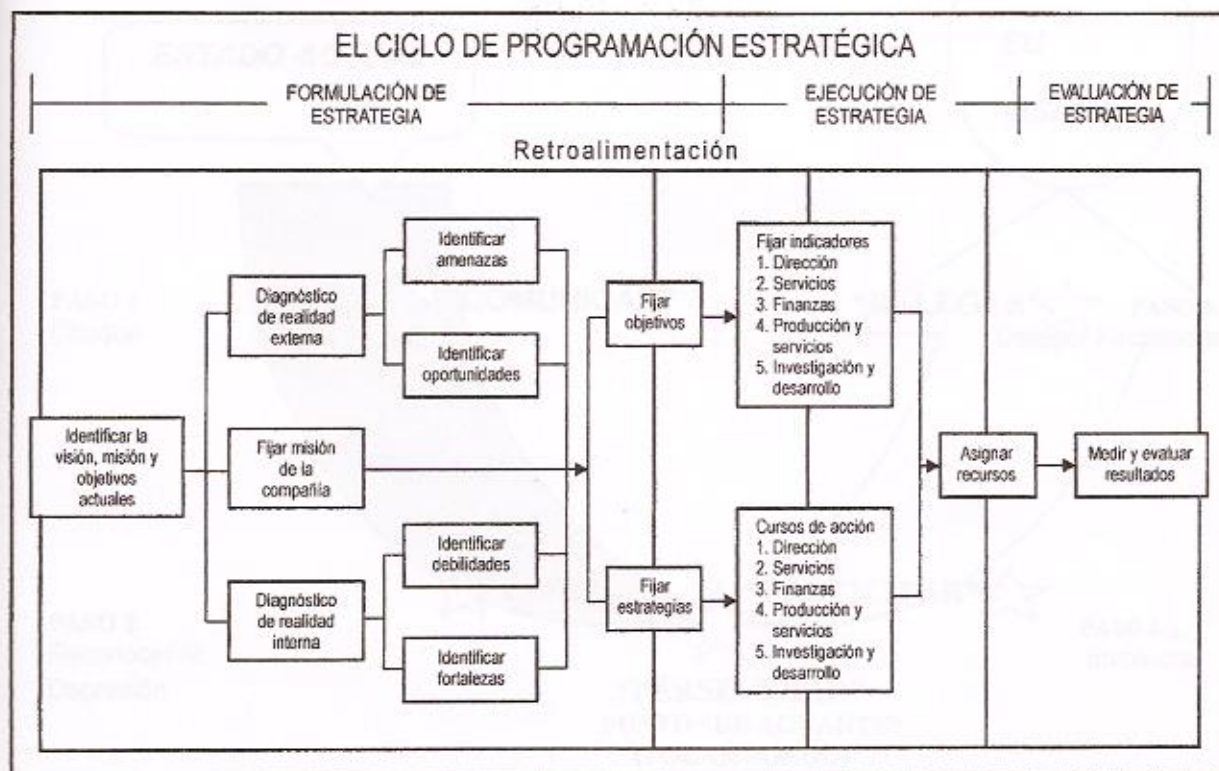 EL CICLO DE PROGRAMACIÓN ESTRATÉGICA
FORMULACIÓN DE
ESTRATEGIA
EJECUCIÓN DE
ESTRATEGIA
EVALUACIÓN DE
ESTRATEGIA
Retroalimentación
Identificar la
visión, misión y
objetivos
actuales
Diagnóstico
de realidad
externa
Fijar misión
de la
compañía
Diagnóstico
de realidad
interna
Identificar
amenazas
Identificar
oportunidades
Identificar
debilidades
Identificar
fortalezas
Fijar
objetivos
Fijar
estrategias
Fijar indicadores
1. Dirección
2. Servicios
3. Finanzas
4. Producción y
servicios
5. Investigación y
desarrollo
Cursos de acción
1. Dirección
2. Servicios
3. Finanzas
4. Producción y
servicios
5. Investigación y
desarrollo
Asignar
recursos
Medir y evaluar
resultados